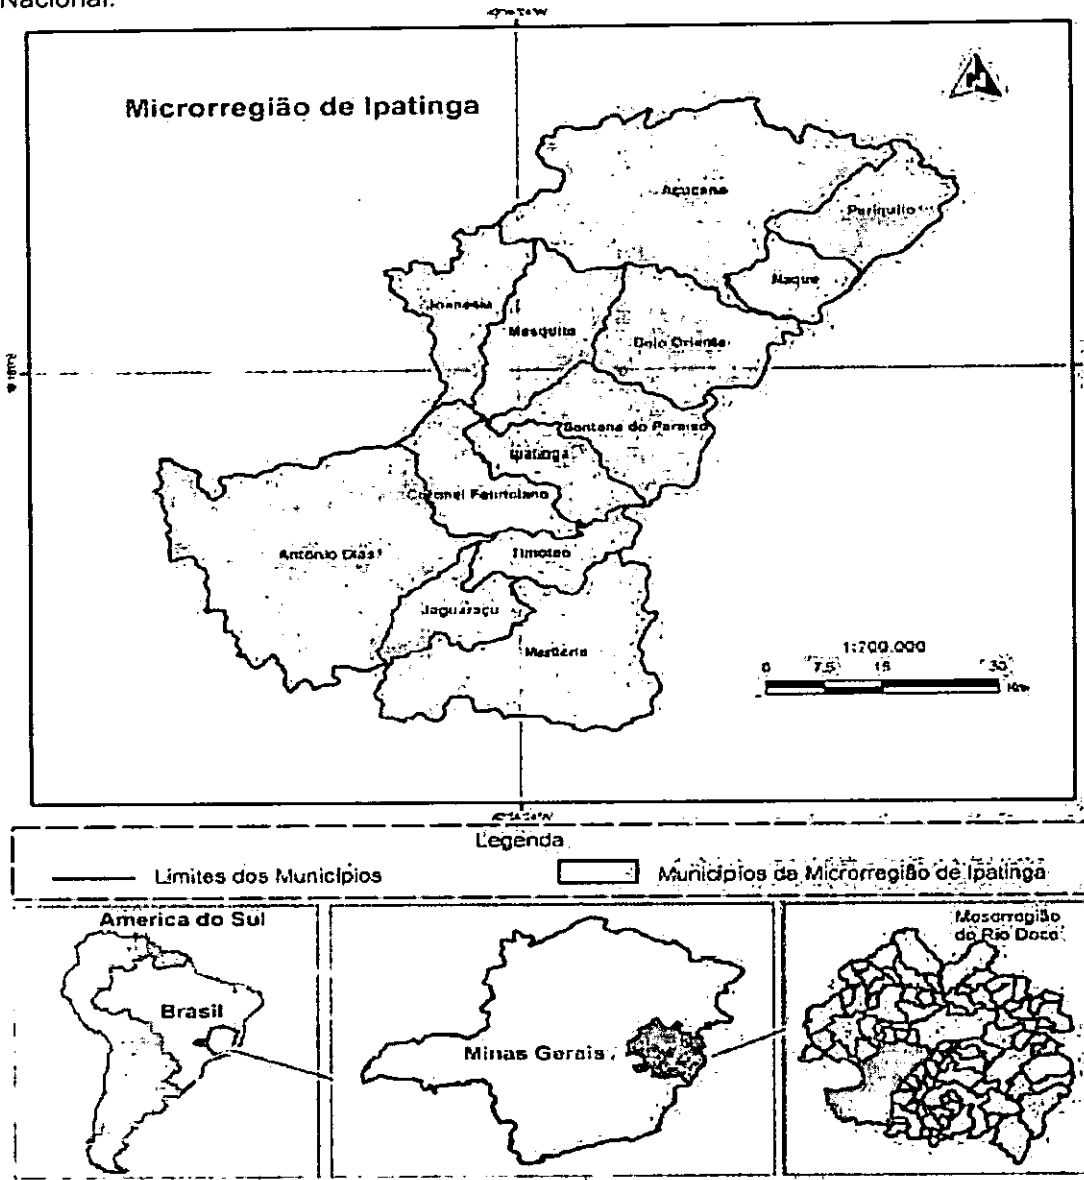 Nacional.
Microrregião de Ipatinga
Açucena
Periquito
Naque
Joanésia
Mesquita
Belo Oriente
Santana do Paraíso
Ipatinga
Coronel Fabriciano
Antônio Dias
Timóteo
Jaguaraçu
Marliéria
1:700.000
0 7,5 15 30
Km
Legenda
Limites dos Municípios
Municípios da Microrregião de Ipatinga
America do Sul
Brasil
Minas Gerais
Mesorregião
do Rio Doce